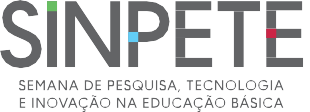 SINPETE
SEMANA DE PESQUISA, TECNOLOGIA
E INOVAÇÃO NA EDUCAÇÃO BÁSICA